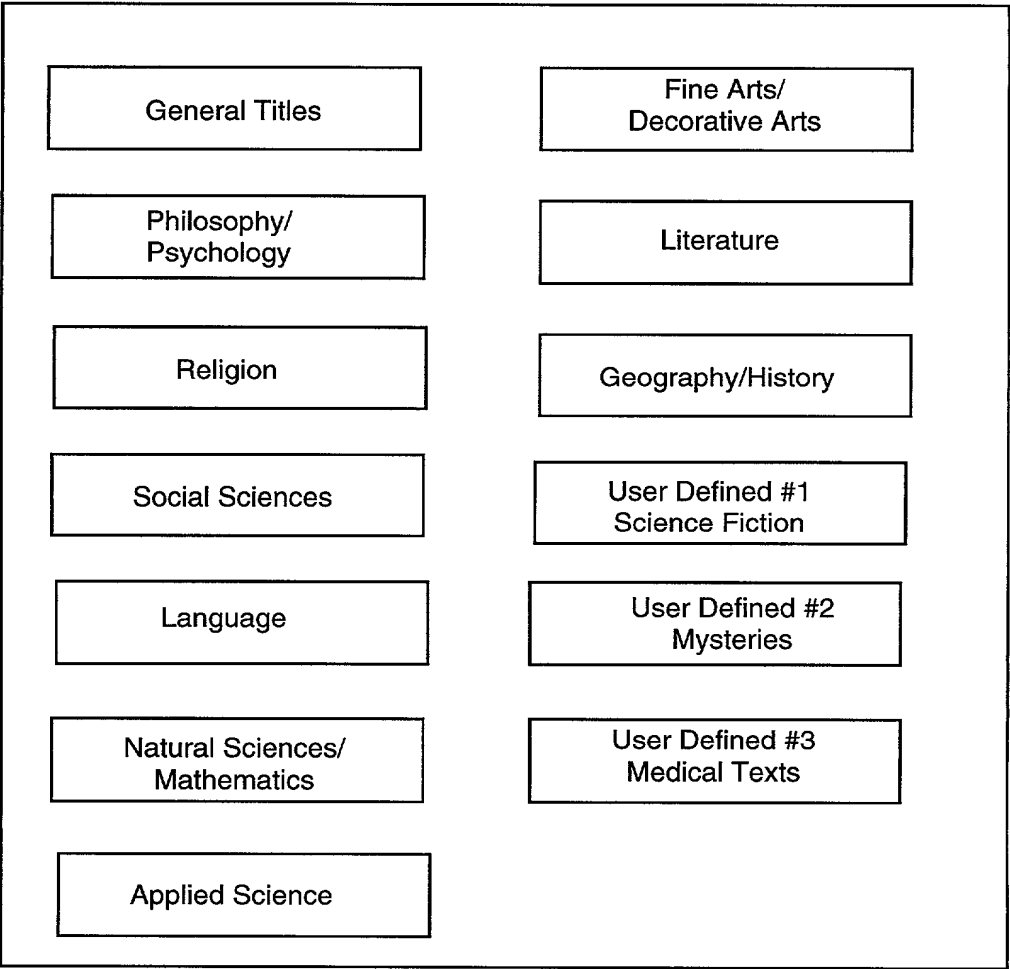 General Titles
Philosophy/
Psychology
Religion
Social Sciences
Language
Natural Sciences/
Mathematics
Applied Science
Fine Arts/
Decorative Arts
Literature
Geography/History
User Defined #1
Science Fiction
User Defined #2
Mysteries
User Defined #3
Medical Texts